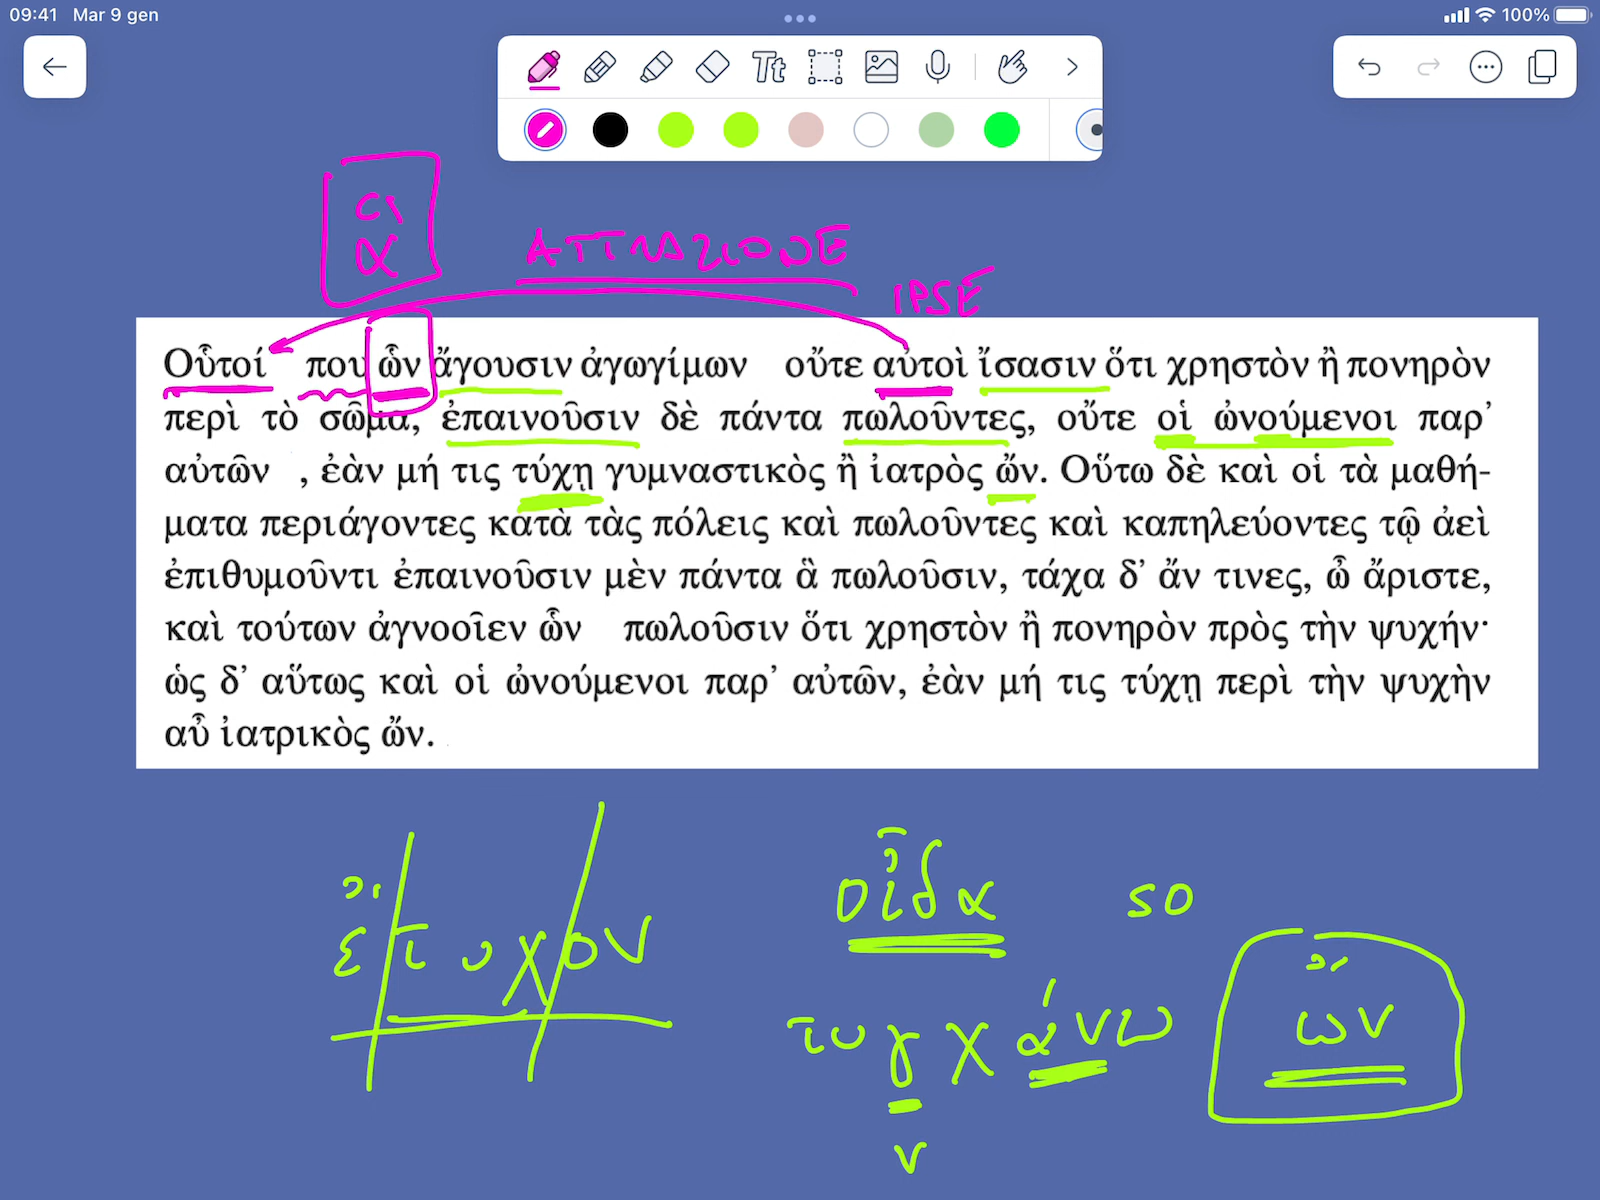 09:41 Mar 9 gen
100%
Tt
ἅ
ATTRAZIONE
IPSE
Οὗτοί που ὧν ἄγουσιν ἀγωγίμων οὔτε αὐτοὶ ἴσασιν ὅτι χρηστὸν ἢ πονηρὸν
περὶ τὸ σῶμα, ἐπαινοῦσιν δὲ πάντα πωλοῦντες, οὔτε οἱ ὠνούμενοι παρ’
αὐτῶν , ἐὰν μή τις τύχῃ γυμναστικὸς ἢ ἰατρὸς ὤν. Οὕτω δὲ καὶ οἱ τὰ μαθή-
ματα περιάγοντες κατὰ τὰς πόλεις καὶ πωλοῦντες καὶ καπηλεύοντες τῷ ἀεὶ
ἐπιθυμοῦντι ἐπαινοῦσιν μὲν πάντα ἃ πωλοῦσιν, τάχα δ’ ἄν τινες, ὦ ἄριστε,
καὶ τούτων ἀγνοοῖεν ὧν πωλοῦσιν ὅτι χρηστὸν ἢ πονηρὸν πρὸς τὴν ψυχήν·
ὡς δ’ αὕτως καὶ οἱ ὠνούμενοι παρ’ αὐτῶν, ἐὰν μή τις τύχῃ περὶ τὴν ψυχὴν
αὖ ἰατρικὸς ὤν.
ἔτυχον
οἶδα
so
τυγχάνω
ὤν
ν